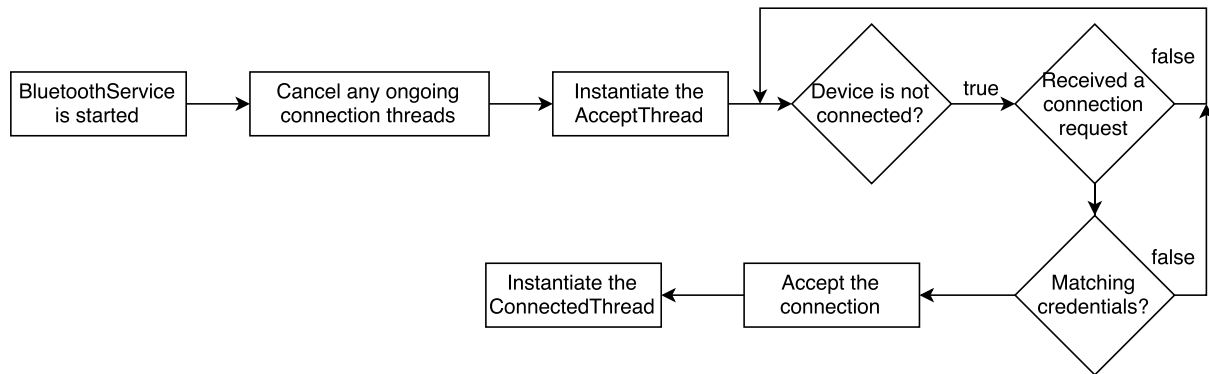 BluetoothService
is started
Cancel any ongoing
connection threads
Instantiate the
AcceptThread
Device is not
connected?
true
Received a
connection
request
false
Matching
credentials?
false
Accept the
connection
Instantiate the
ConnectedThread